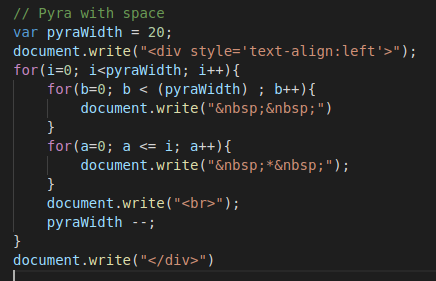 // Pyra with space
var pyraWidth = 20;
document.write("<div style='text-align:left'>");
for(i=0; i<pyraWidth; i++){
    for(b=0; b < (pyraWidth) ; b++){
        document.write("&nbsp;&nbsp;")
    }
    for(a=0; a <= i; a++){
        document.write("&nbsp;*&nbsp;");
    }
    document.write("<br>");
    pyraWidth --;
}
document.write("</div>")